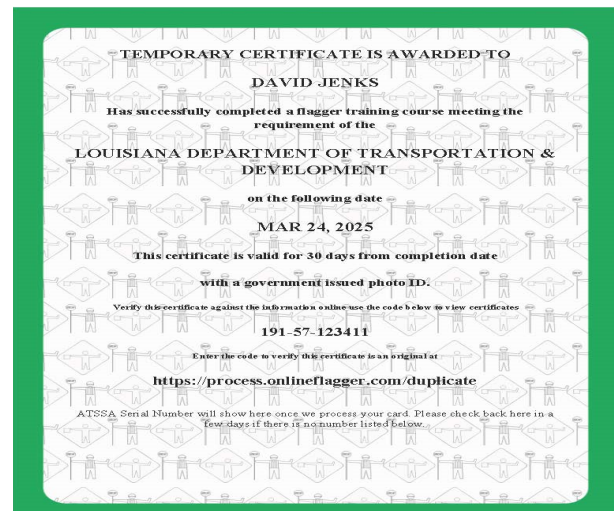 TEMPORARY CERTIFICATE IS AWARDED TO
DAVID JENKS
Has successfully completed a flagger training course meeting the
requirement of the
LOUISIANA DEPARTMENT OF TRANSPORTATION &
DEVELOPMENT
on the following date
MAR 24, 2025
This certificate is valid for 30 days from completion date
with a government issued photo ID.
Verify this certificate against the information online use the code below to view certificates
191-57-123411
Enter the code to verify this certificate is an original at
https://process.onlineflagger.com/duplicate
ATSSA Serial Number will show here once we process your card. Please check back here in a
few days if there is no number listed below.